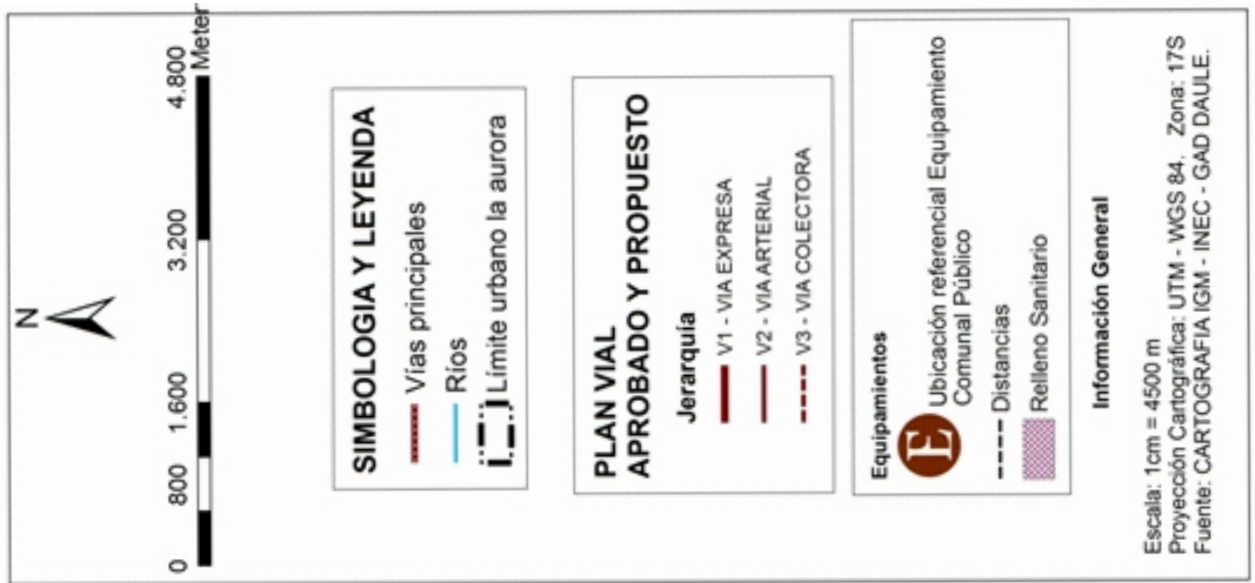 N
0 800 1.600 3.200 4.800
Meter
SIMBOLOGIA Y LEYENDA
Vías principales
Ríos
Límite urbano la aurora
PLAN VIAL
APROBADO Y PROPUESTO
Jerarquía
V1 - VIA EXPRESA
V2 - VIA ARTERIAL
V3 - VIA COLECTORA
Equipamientos
E
Ubicación referencial Equipamiento
Comunal Público
Distancias
Relleno Sanitario
Información General
Escala: 1cm = 4500 m
Proyección Cartográfica: UTM - WGS 84. Zona: 17S
Fuente: CARTOGRAFIA IGM - INEC - GAD DAULE.